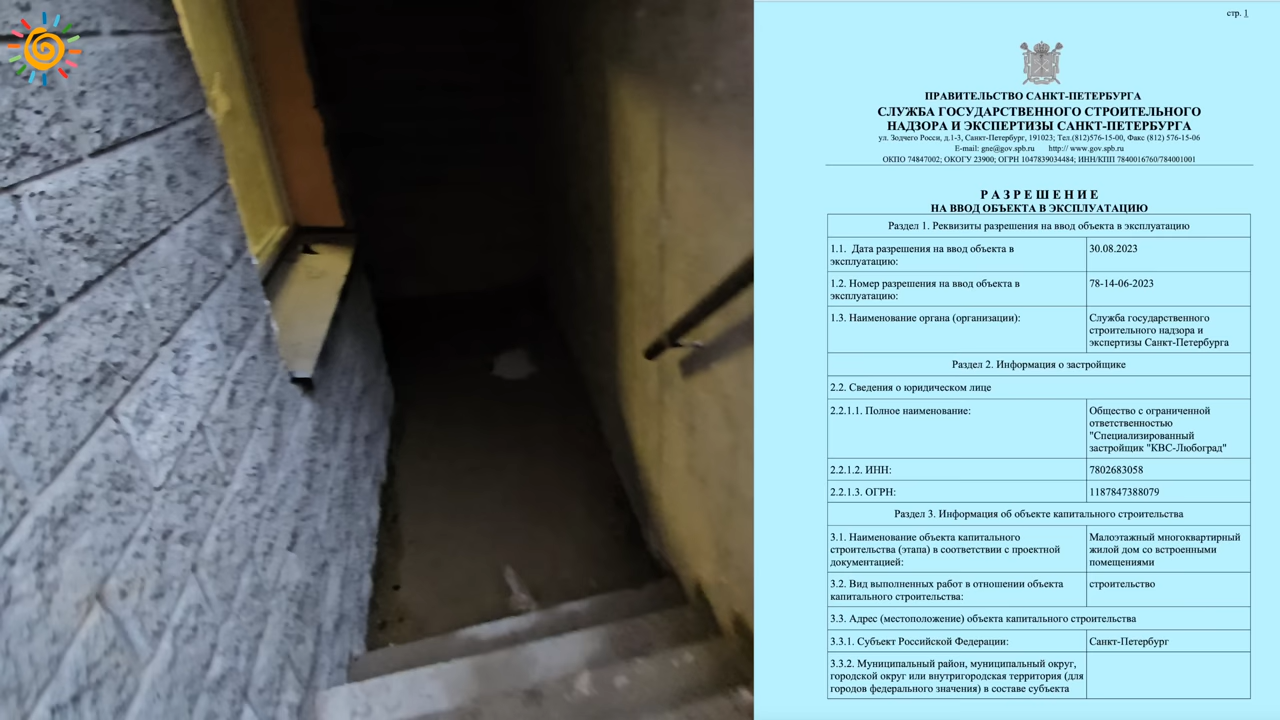 стр. 1
ПРАВИТЕЛЬСТВО САНКТ-ПЕТЕРБУРГА
СЛУЖБА ГОСУДАРСТВЕННОГО СТРОИТЕЛЬНОГО
НАДЗОРА И ЭКСПЕРТИЗЫ САНКТ-ПЕТЕРБУРГА
ул. Зодчего Росси, д.1-3, Санкт-Петербург, 191023; Тел.(812)576-15-00, Факс (812) 576-15-06
E-mail: gne@gov.spb.ru http:// www.gov.spb.ru
ОКПО 74847002; ОКОГУ 23900; ОГРН 1047839034484; ИНН/КПП 7840016760/784001001
Р А З Р Е Ш Е Н И Е
НА ВВОД ОБЪЕКТА В ЭКСПЛУАТАЦИЮ
Раздел 1. Реквизиты разрешения на ввод объекта в эксплуатацию
1.1. Дата разрешения на ввод объекта в
эксплуатацию:
30.08.2023
1.2. Номер разрешения на ввод объекта в
эксплуатацию:
78-14-06-2023
1.3. Наименование органа (организации):
Служба государственного
строительного надзора и
экспертизы Санкт-Петербурга
Раздел 2. Информация о застройщике
2.2. Сведения о юридическом лице
2.2.1.1. Полное наименование:
Общество с ограниченной
ответственностью
"Специализированный
застройщик "КВС-Любоград"
2.2.1.2. ИНН:
7802683058
2.2.1.3. ОГРН:
1187847388079
Раздел 3. Информация об объекте капитального строительства
3.1. Наименование объекта капитального
строительства (этапа) в соответствии с проектной
документацией:
Малоэтажный многоквартирный
жилой дом со встроенными
помещениями
3.2. Вид выполненных работ в отношении объекта
капитального строительства:
строительство
3.3. Адрес (местоположение) объекта капитального строительства
3.3.1. Субъект Российской Федерации:
Санкт-Петербург
3.3.2. Муниципальный район, муниципальный округ,
городской округ или внутригородская территория (для
городов федерального значения) в составе субъекта